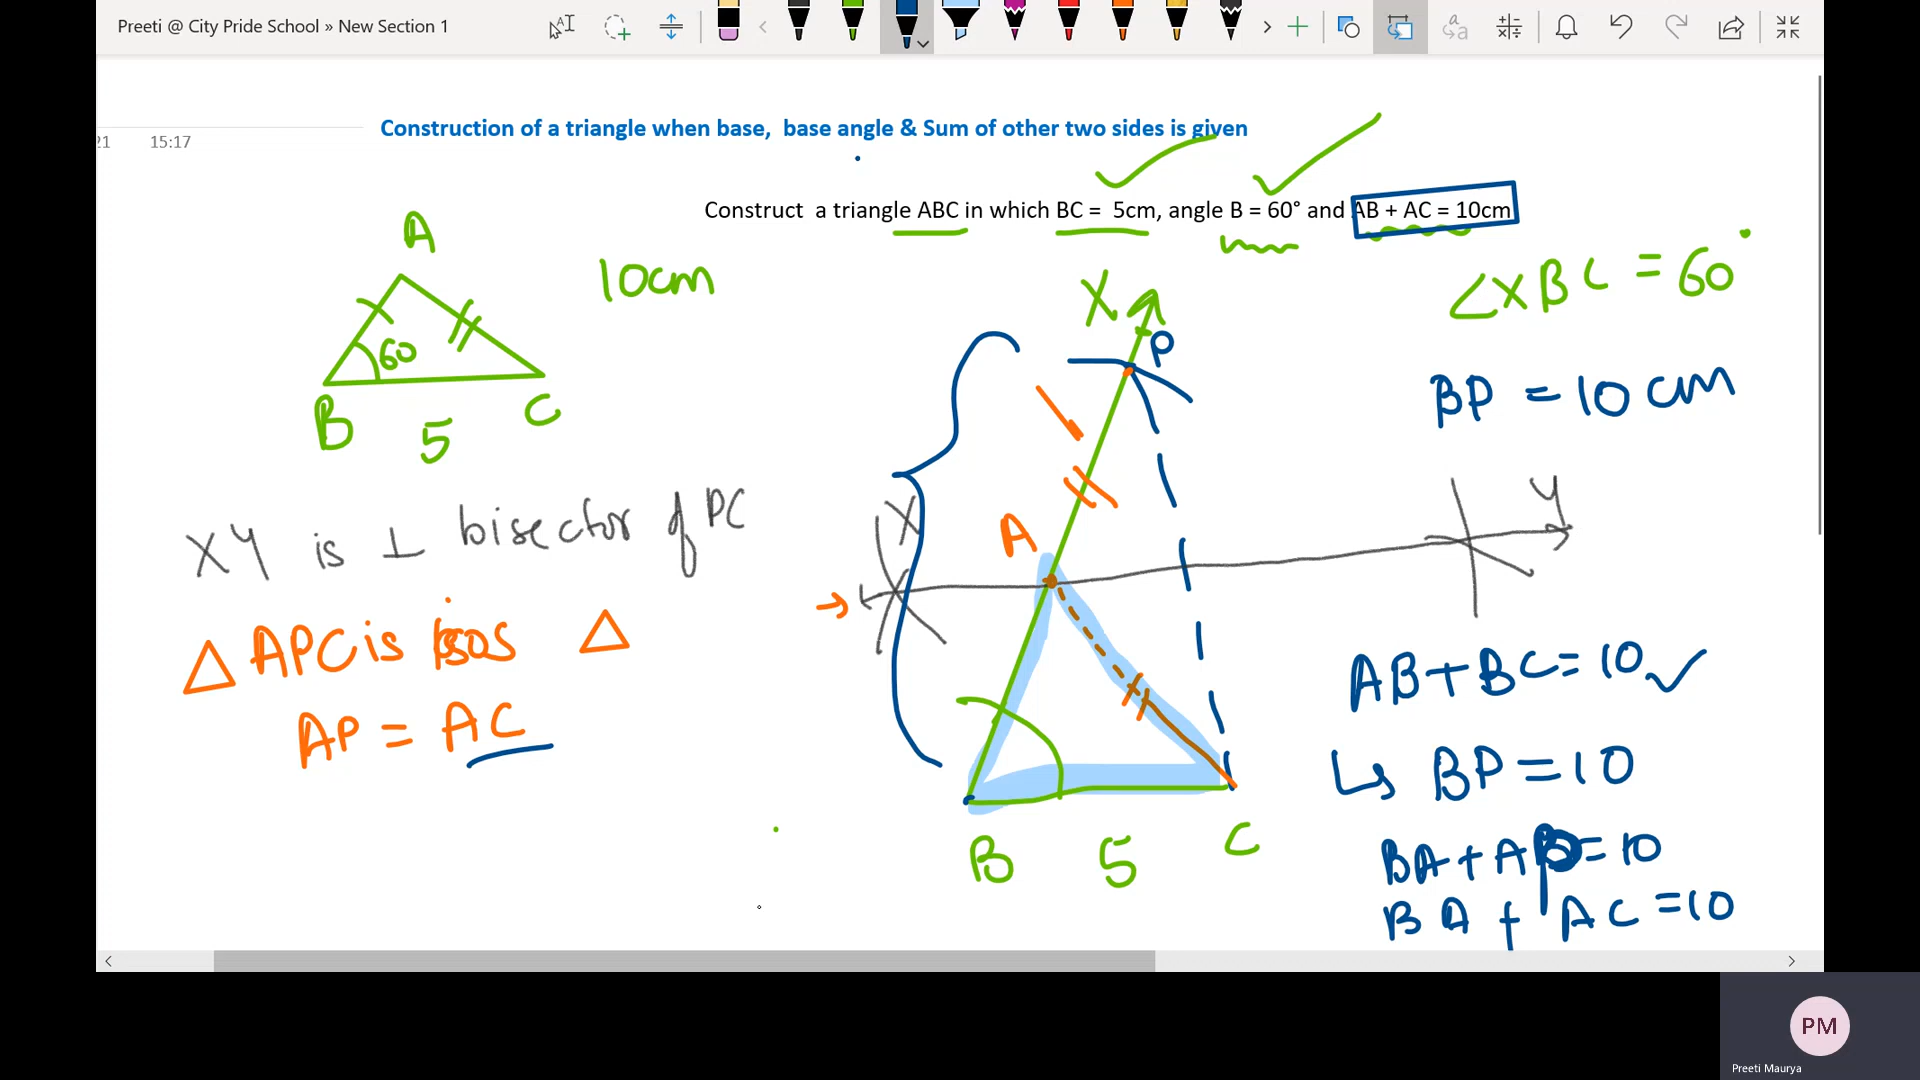 Preeti @ City Pride School » New Section 1
Construction of a triangle when base, base angle & Sum of other two sides is given
21 15:17
Construct a triangle ABC in which BC = 5cm, angle B = 60° and AB + AC = 10cm
A
60
B 5 C
10cm
X
P
∠XBC = 60°
BP = 10 cm
XY is ⊥ bisector of PC
X
A
Y
△ APC is isos △
AP = AC
B 5 C
AB+BC=10 ✓
↳ BP=10
BA+AP=10
BA + AC =10
PM
Preeti Maurya